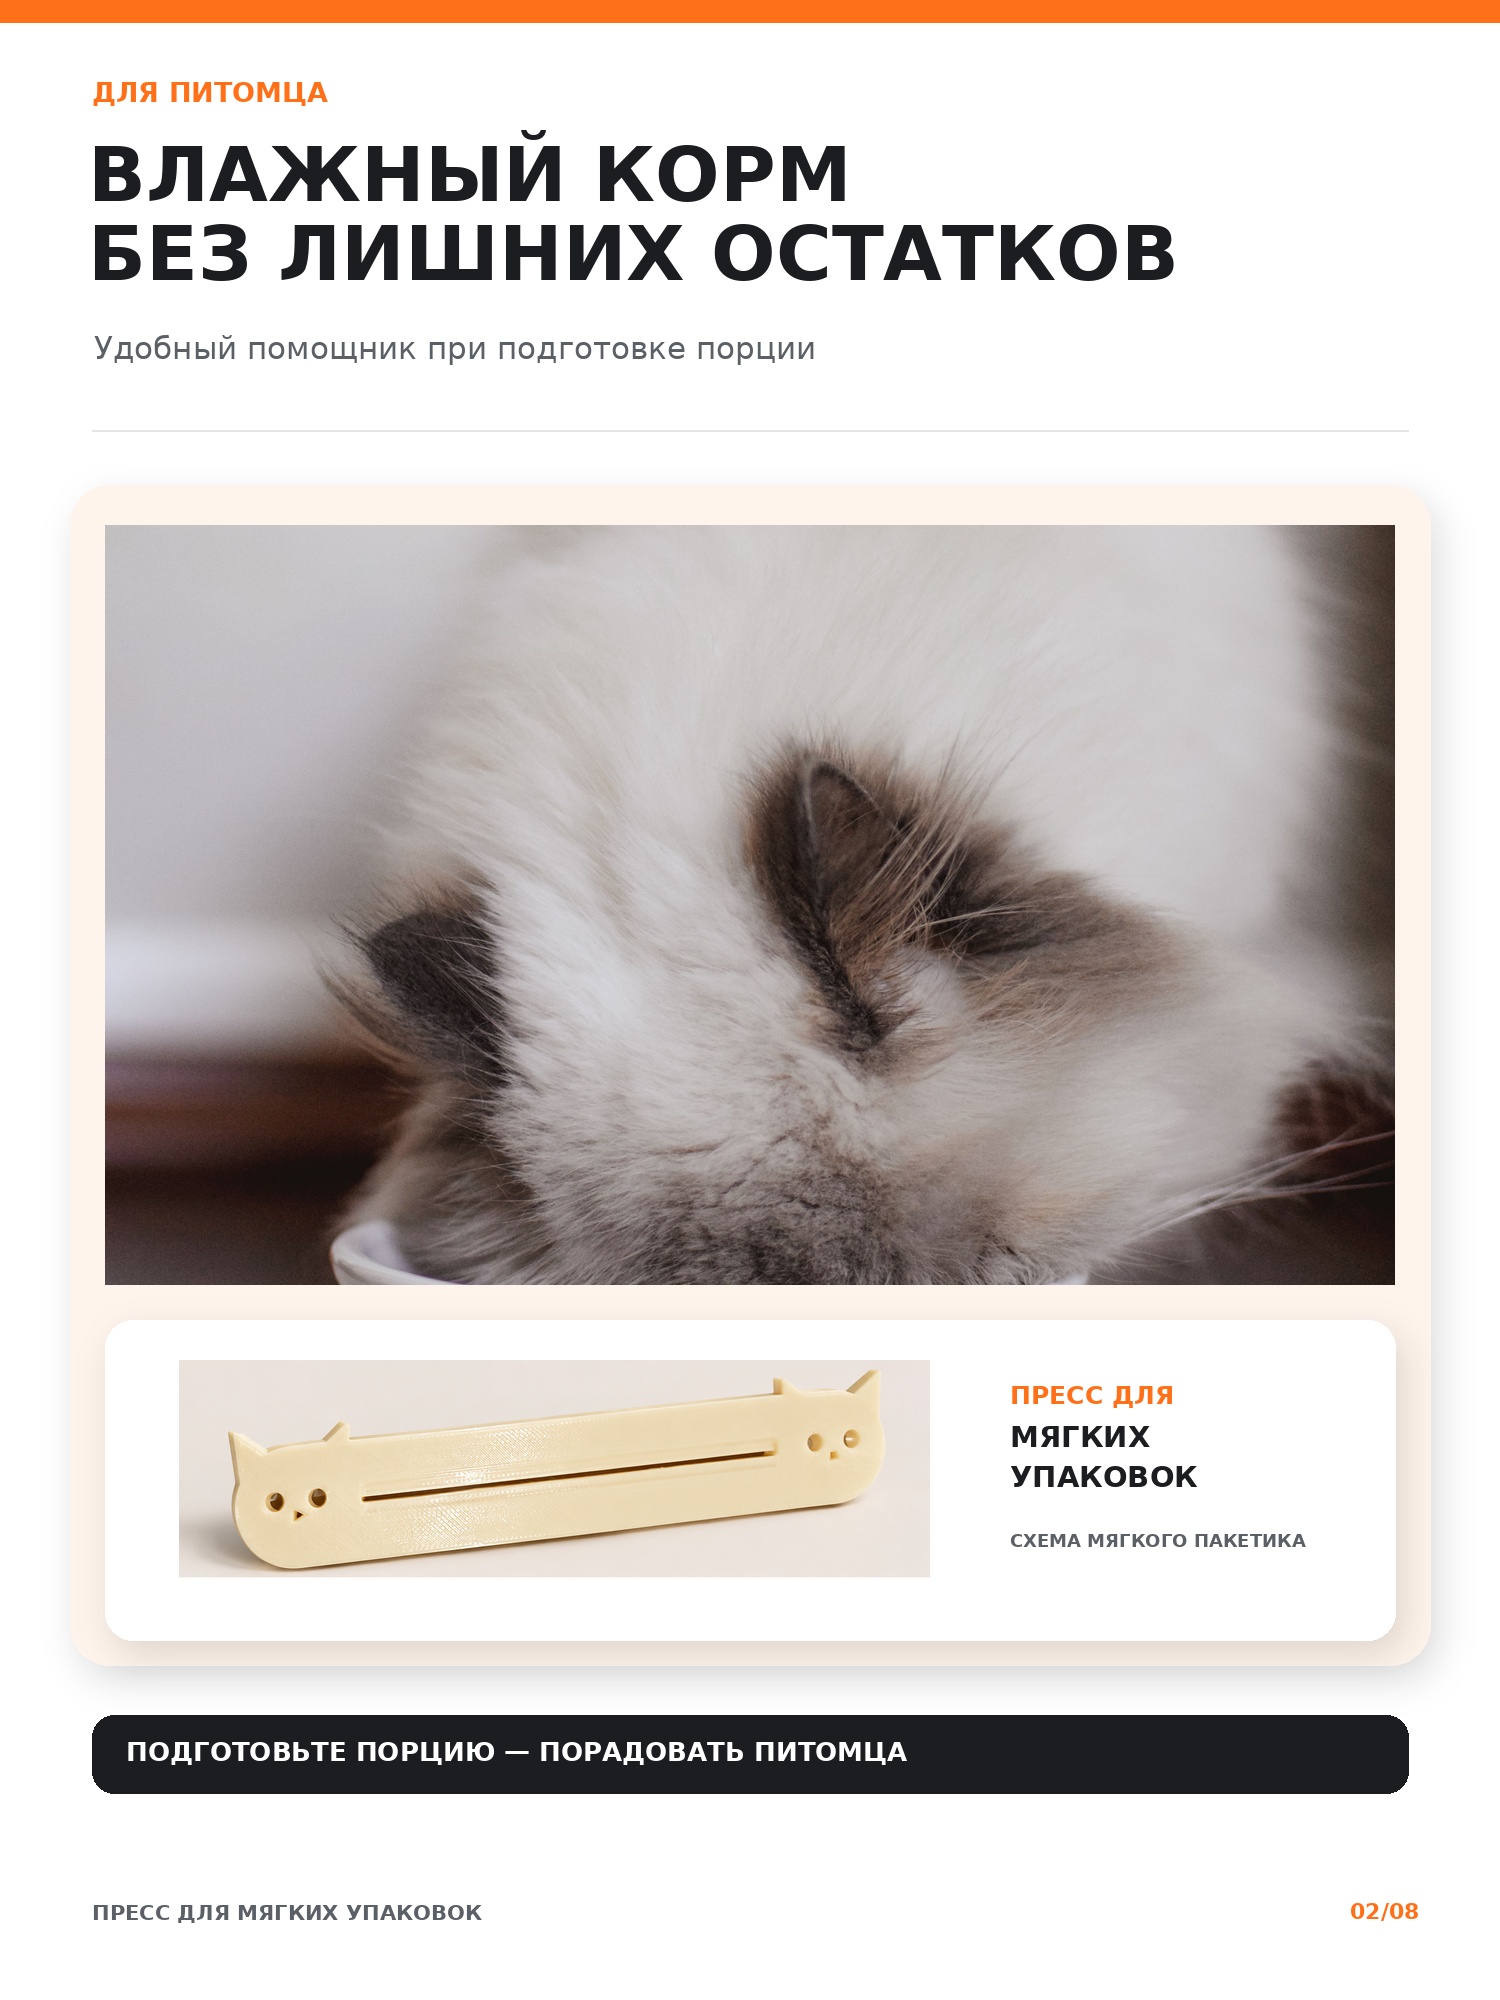 ДЛЯ ПИТОМЦА
ВЛАЖНЫЙ КОРМ
БЕЗ ЛИШНИХ ОСТАТКОВ
Удобный помощник при подготовке порции
ПРЕСС ДЛЯ
МЯГКИХ
УПАКОВОК
СХЕМА МЯГКОГО ПАКЕТИКА
ПОДГОТОВЬТЕ ПОРЦИЮ — ПОРАДОВАТЬ ПИТОМЦА
ПРЕСС ДЛЯ МЯГКИХ УПАКОВОК
02/08